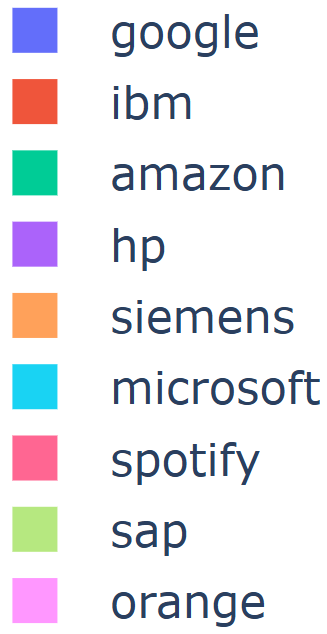 google
ibm
amazon
hp
siemens
microsoft
spotify
sap
orange